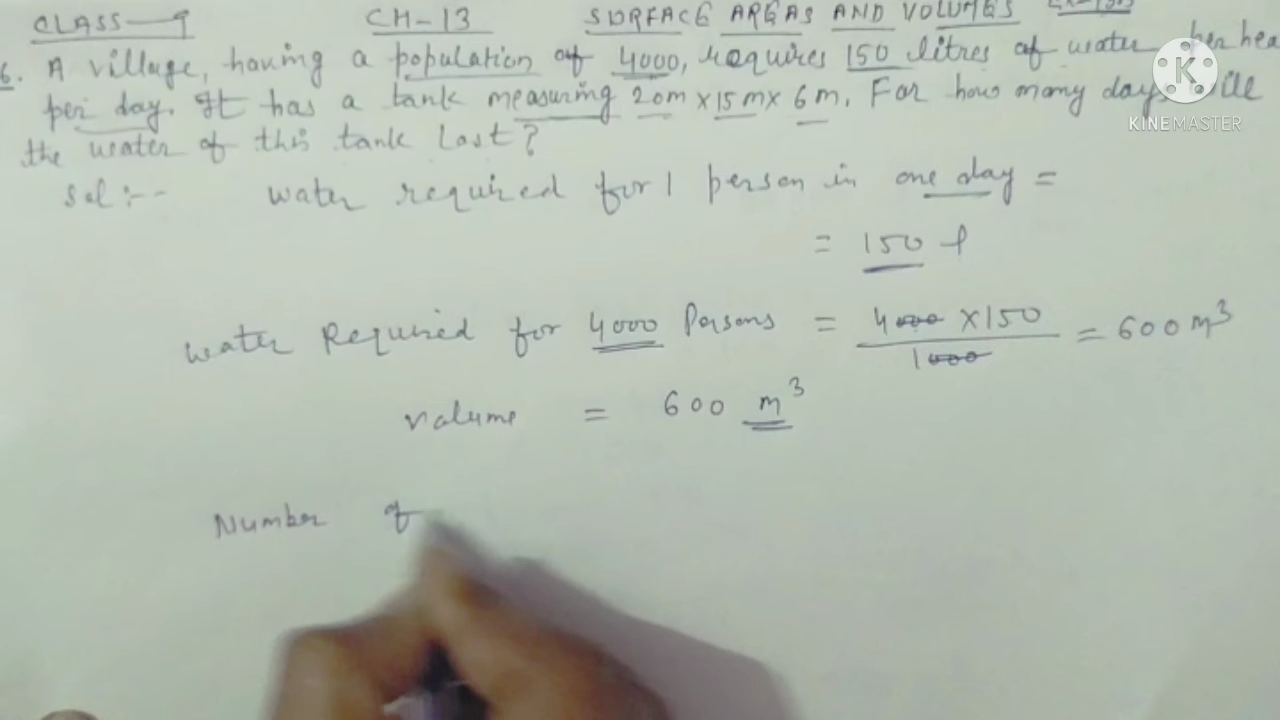 CLASS-9 CH-13 SURFACE AREAS AND VOLUMES
6. A village, having a population of 4000, requires 150 litres of water per hea
per day. It has a tank measuring 20m x 15m x 6m. For how many days
the water of this tank last?
Sol :-- water required for 1 person in one day =
= 150 l
water Required for 4000 Persons = 4000 x 150 / 1000 = 600 m³
volume = 600 m³
Number of
KINEMASTER